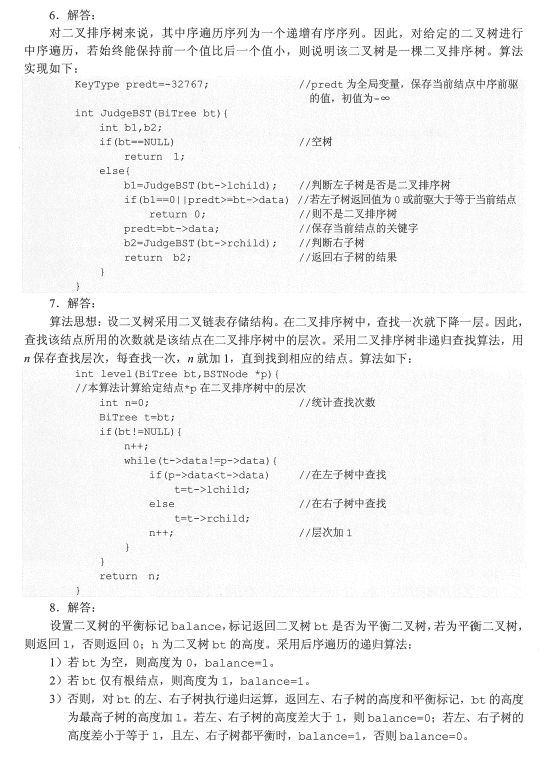 6．解答：
对二叉排序树来说，其中序遍历序列为一个递增有序序列。因此，对给定的二叉树进行
中序遍历，若始终能保持前一个值比后一个值小，则说明该二叉树是一棵二叉排序树。算法
实现如下：
KeyType predt=-32767; //predt 为全局变量，保存当前结点中序前驱
的值，初值为-∞
int JudgeBST(BiTree bt){
int b1,b2;
if(bt==NULL) //空树
return 1;
else{
b1=JudgeBST(bt->lchild); //判断左子树是否是二叉排序树
if(b1==0||predt>=bt->data) //若左子树返回值为 0 或前驱大于等于当前结点
return 0; //则不是二叉排序树
predt=bt->data; //保存当前结点的关键字
b2=JudgeBST(bt->rchild); //判断右子树
return b2; //返回右子树的结果
}
}
7．解答：
算法思想：设二叉树采用二叉链表存储结构。在二叉排序树中，查找一次就下降一层。因此，
查找该结点所用的次数就是该结点在二叉排序树中的层次。采用二叉排序树非递归查找算法，用
n 保存查找层次，每查找一次，n 就加 1，直到找到相应的结点。算法如下：
int level(BiTree bt,BSTNode *p){
//本算法计算给定结点*p 在二叉排序树中的层次
int n=0; //统计查找次数
BiTree t=bt;
if(bt!=NULL){
n++;
while(t->data!=p->data){
if(p->data<t->data) //在左子树中查找
t=t->lchild;
else //在右子树中查找
t=t->rchild;
n++; //层次加 1
}
}
return n;
}
8．解答：
设置二叉树的平衡标记 balance，标记返回二叉树 bt 是否为平衡二叉树，若为平衡二叉树，
则返回 1，否则返回 0；h 为二叉树 bt 的高度。采用后序遍历的递归算法：
1）若 bt 为空，则高度为 0，balance=1。
2）若 bt 仅有根结点，则高度为 1，balance=1。
3）否则，对 bt 的左、右子树执行递归运算，返回左、右子树的高度和平衡标记，bt 的高度
为最高子树的高度加 1。若左、右子树的高度差大于 1，则 balance=0；若左、右子树的
高度差小于等于 1，且左、右子树都平衡时，balance=1，否则 balance=0。